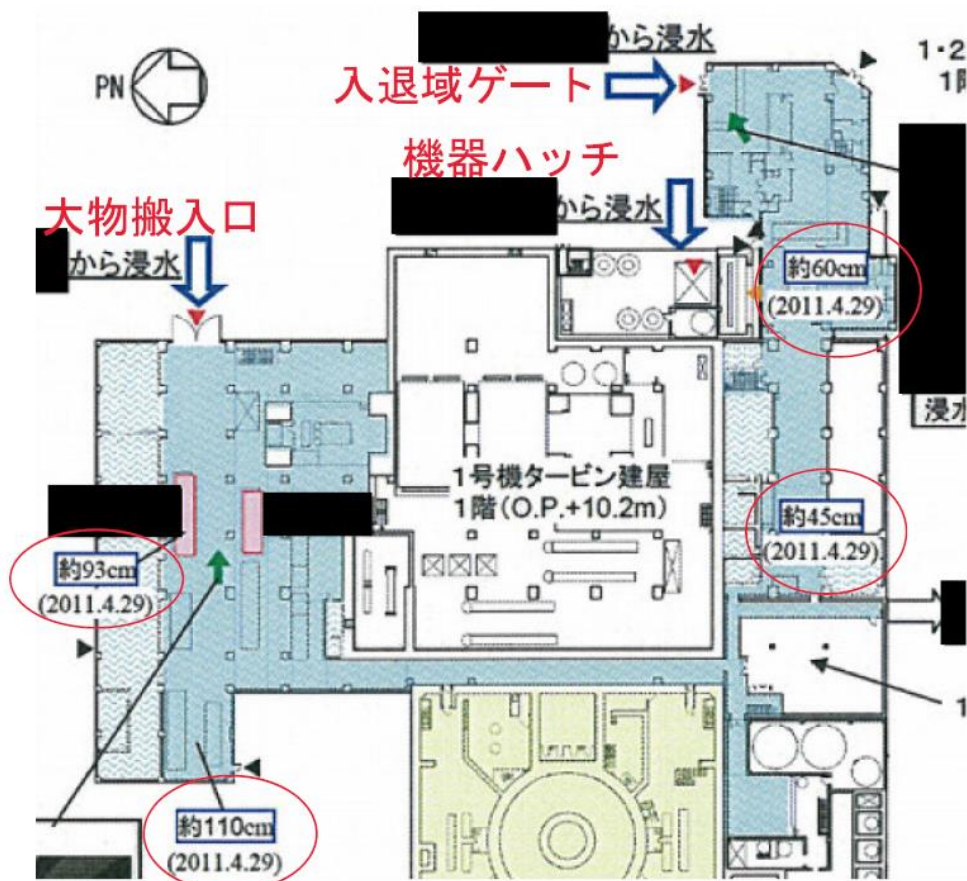 から浸水
1・2
1階
PN
入退域ゲート
機器ハッチ
から浸水
大物搬入口
から浸水
約60cm
(2011.4.29)
浸水
1号機タービン建屋
1階(O.P.+10.2m)
約45cm
(2011.4.29)
約93cm
(2011.4.29)
1
約110cm
(2011.4.29)